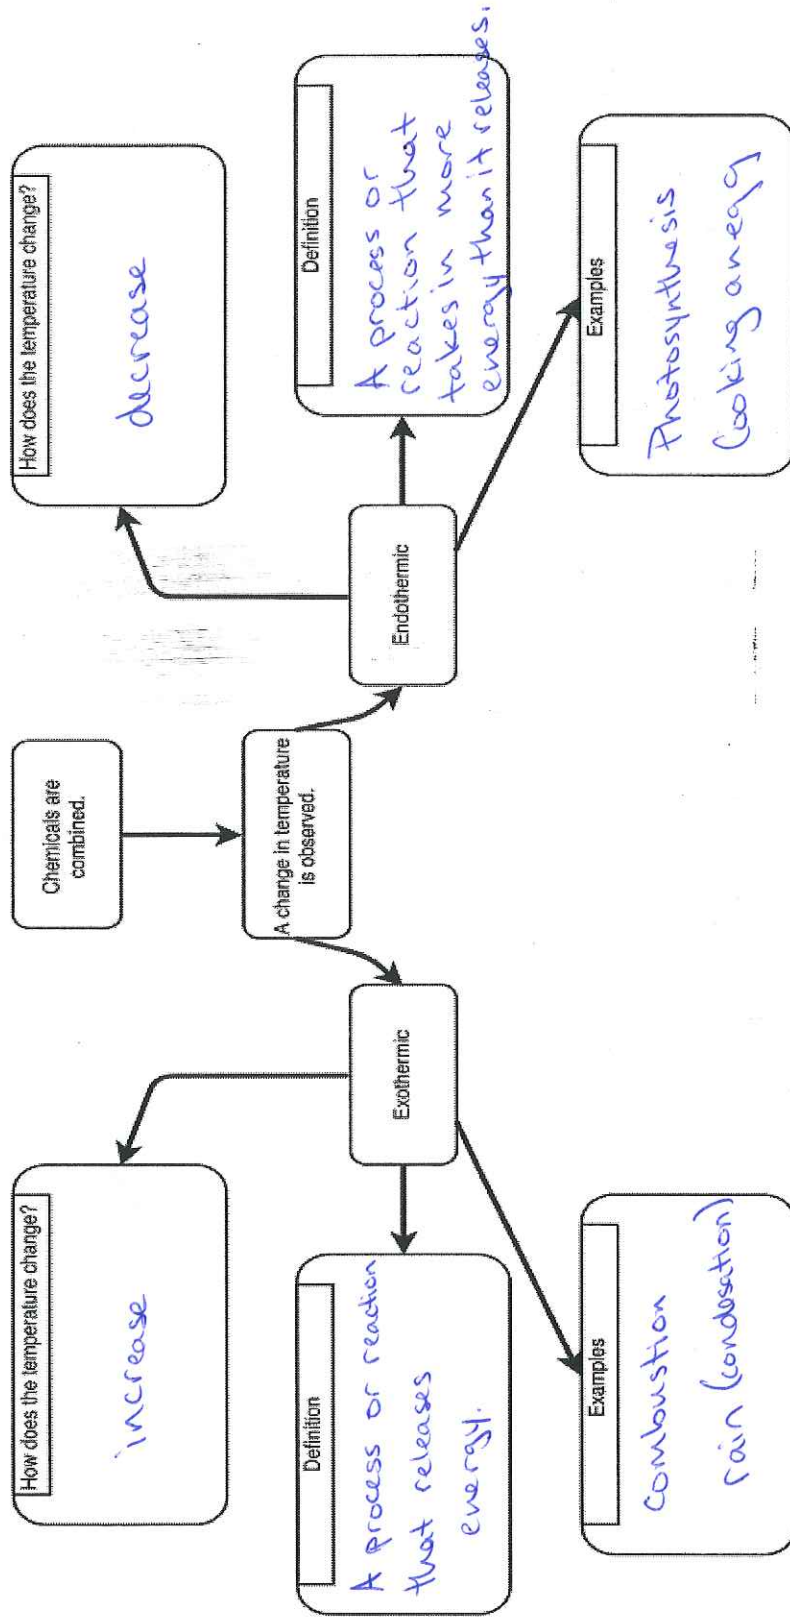 Chemicals are
combined.
A change in temperature
is observed.
Exothermic
How does the temperature change?
increase
Definition
A process or reaction
that releases
energy.
Examples
Combustion
rain (condesation)
Endothermic
How does the temperature change?
decrease
Definition
A process or
reaction that
takes in more
energy than it releases.
Examples
Photosynthesis
Cooking an egg